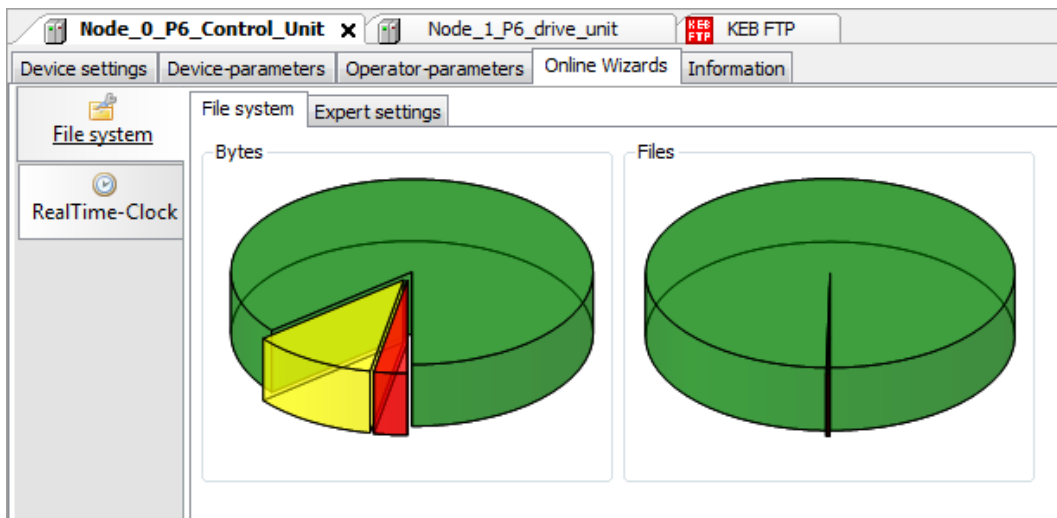 Node_0_P6_Control_Unit Node_1_P6_drive_unit KEB FTP KEB FTP
Device settings Device-parameters Operator-parameters Online Wizards Information
File system
RealTime-Clock
File system Expert settings
Bytes Files